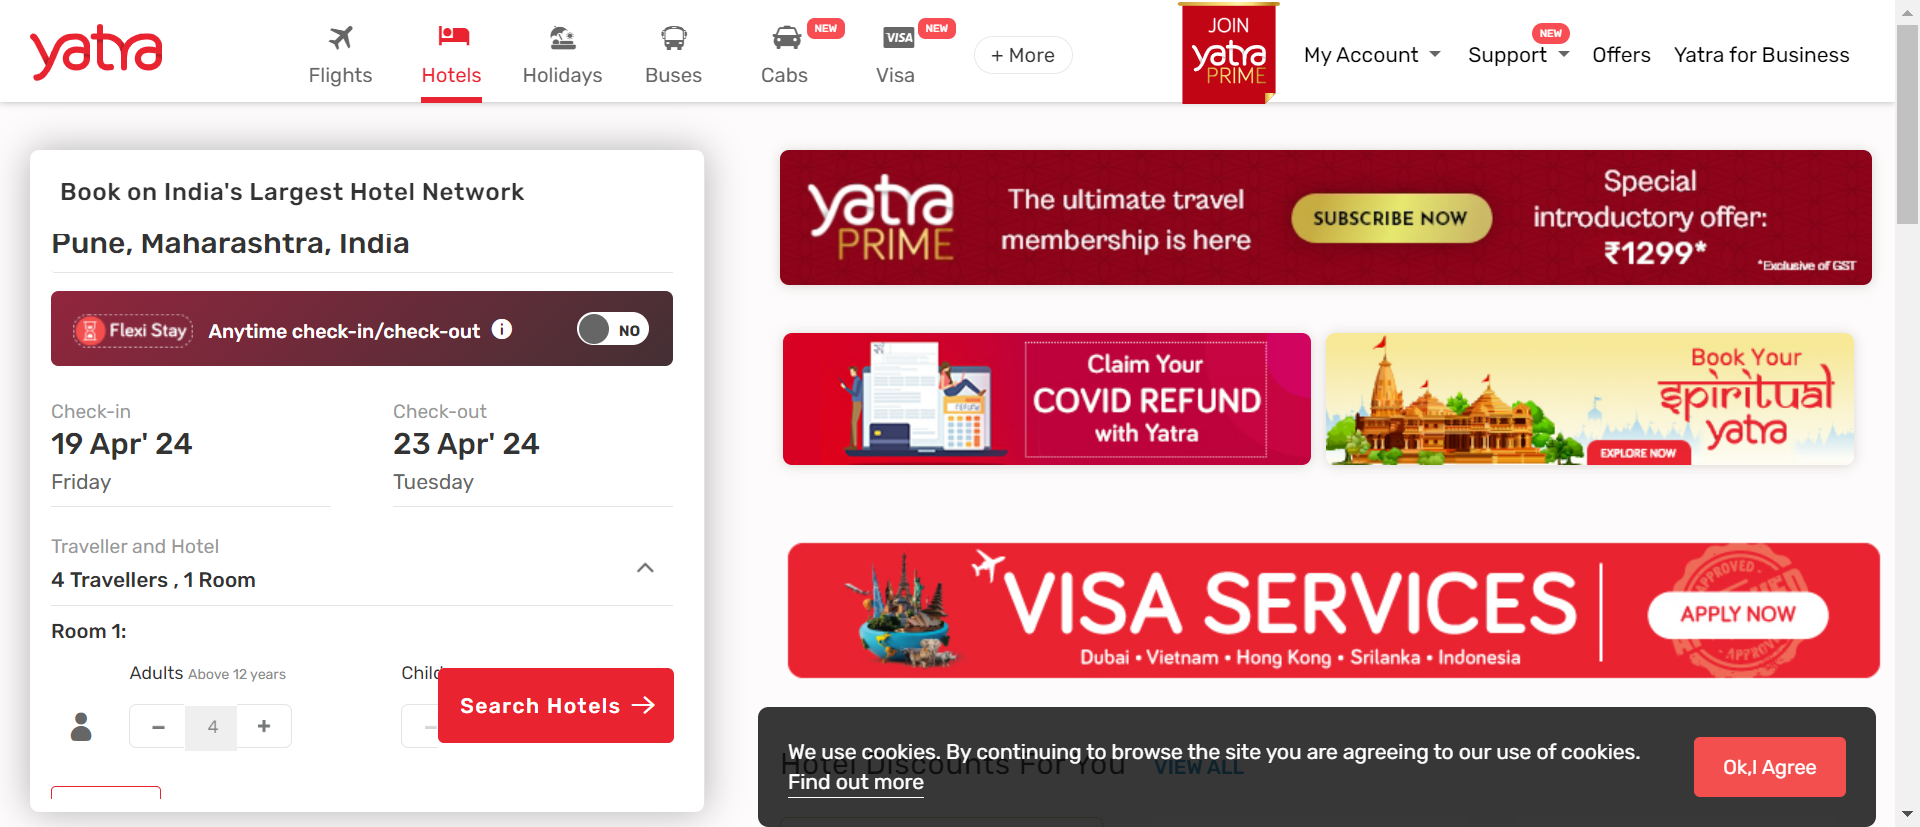 yatra
Flights
Hotels
Holidays
Buses
NEW
Cabs
NEW
VISA
Visa
+ More
JOIN
yatra
PRIME
My Account
NEW
Support
Offers
Yatra for Business
Book on India's Largest Hotel Network
Pune, Maharashtra, India
Flexi Stay
Anytime check-in/check-out
NO
Check-in
19 Apr' 24
Friday
Check-out
23 Apr' 24
Tuesday
Traveller and Hotel
4 Travellers , 1 Room
Room 1:
Adults Above 12 years
Child
4
Search Hotels
yatra
PRIME
The ultimate travel
membership is here
SUBSCRIBE NOW
Special
introductory offer:
₹1299*
*Exclusive of GST
refund
Claim Your
COVID REFUND
with Yatra
Book Your
spiritual
yatra
EXPLORE NOW
VISA SERVICES
Dubai • Vietnam • Hong Kong • Srilanka • Indonesia
APPROVED
APPLY NOW
APPROVED
Hotel Discounts For You VIEW ALL
We use cookies. By continuing to browse the site you are agreeing to our use of cookies.
Find out more
Ok,I Agree